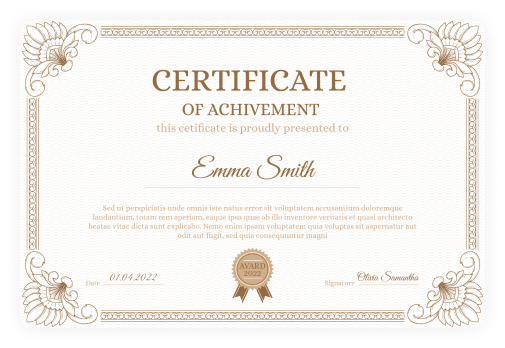 CERTIFICATE
OF ACHIVEMENT
this cetificate is proudly presented to
Emma Smith
Sed ut perspiciatis unde omnis iste natus error sit voluptatem accusantium doloremque
laudantium, totam rem aperiam, eaque ipsa quae ab illo inventore veritatis et quasi architecto
beatae vitae dicta sunt explicabo. Nemo enim ipsam voluptatem quia voluptas sit aspernatur aut
odit aut fugit, sed quia consequuntur magni
AVARD
2022
Date 01.04.2022
Signature Olivia Samantha